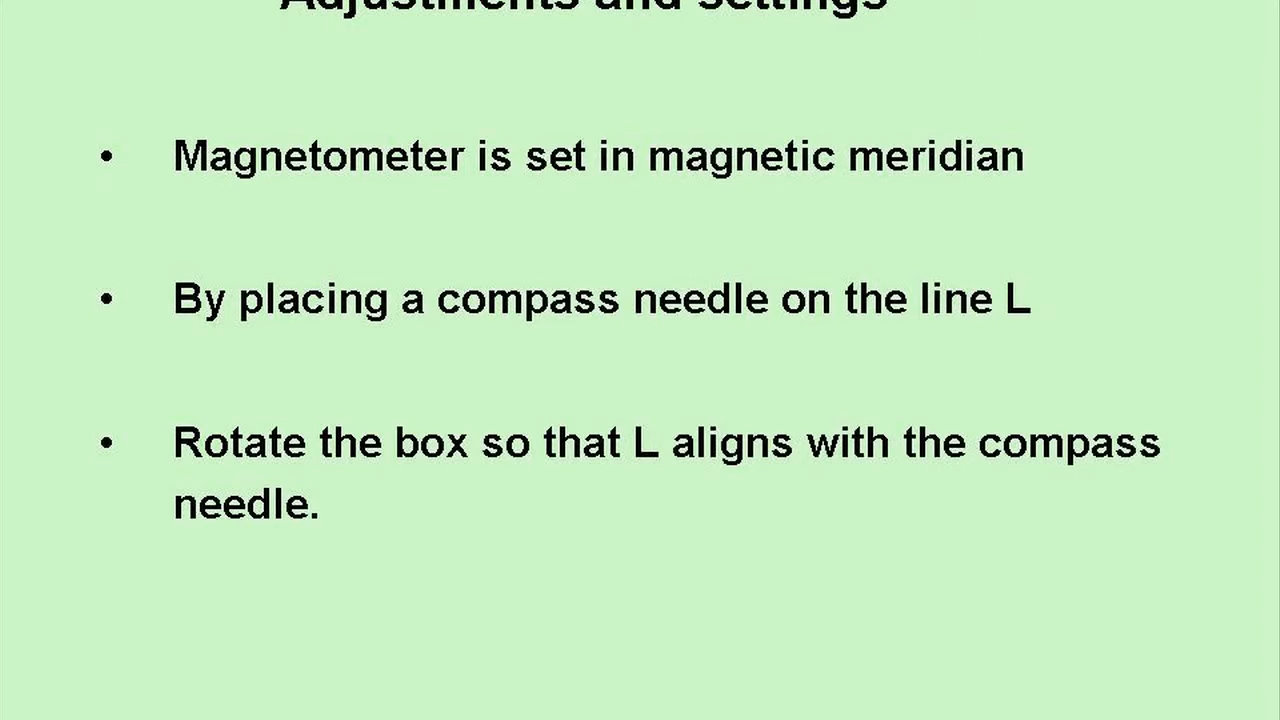 Adjustments and settings
• Magnetometer is set in magnetic meridian
• By placing a compass needle on the line L
• Rotate the box so that L aligns with the compass
needle.